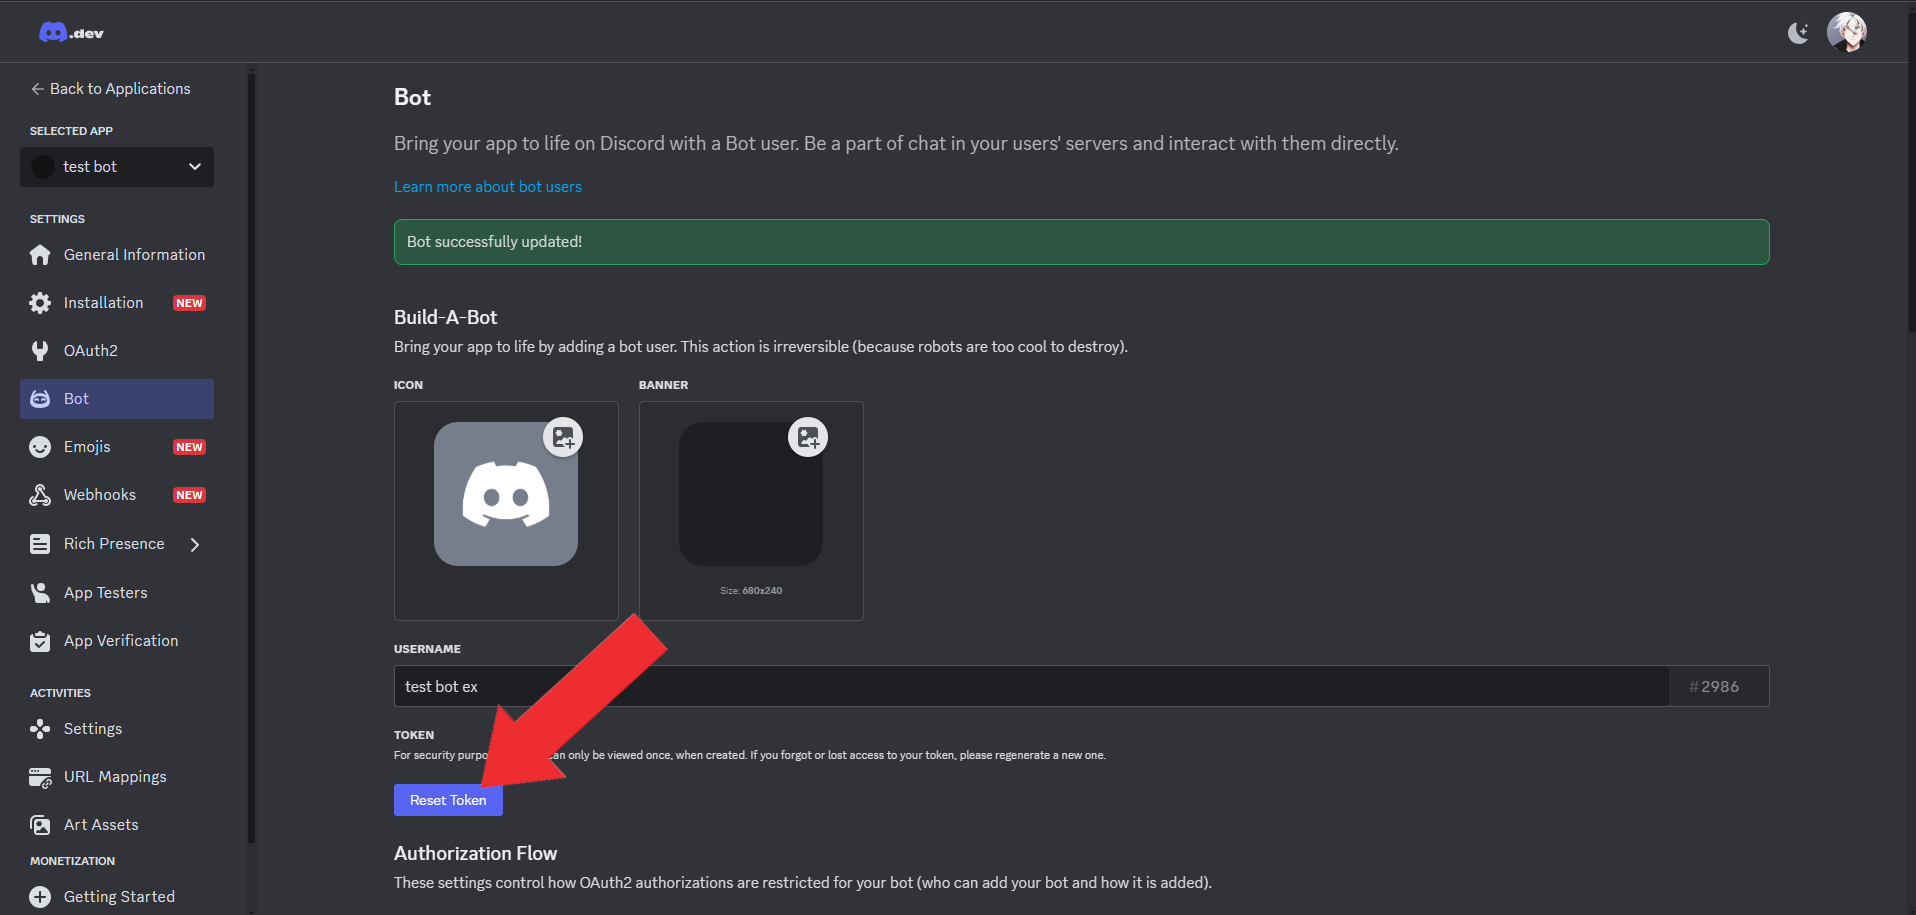 .dev
Back to Applications
SELECTED APP
test bot
SETTINGS
General Information
Installation NEW
OAuth2
Bot
Emojis NEW
Webhooks NEW
Rich Presence
App Testers
App Verification
ACTIVITIES
Settings
URL Mappings
Art Assets
MONETIZATION
Getting Started
Bot
Bring your app to life on Discord with a Bot user. Be a part of chat in your users' servers and interact with them directly.
Learn more about bot users
Bot successfully updated!
Build-A-Bot
Bring your app to life by adding a bot user. This action is irreversible (because robots are too cool to destroy).
ICON BANNER
Size: 680x240
USERNAME
test bot ex #2986
TOKEN
For security only be viewed once, when created. If you forgot or lost access to your token, please regenerate a new one.
Reset Token
Authorization Flow
These settings control how OAuth2 authorizations are restricted for your bot (who can add your bot and how it is added).